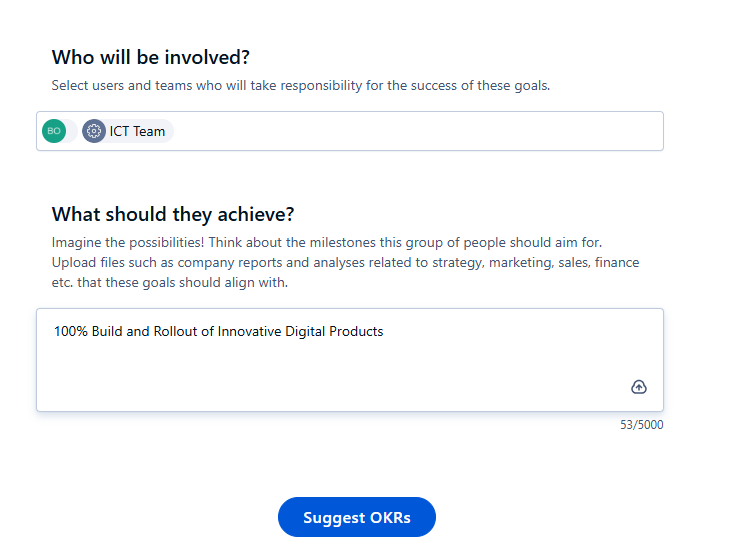 Who will be involved?
Select users and teams who will take responsibility for the success of these goals.
BO ICT Team
What should they achieve?
Imagine the possibilities! Think about the milestones this group of people should aim for.
Upload files such as company reports and analyses related to strategy, marketing, sales, finance
etc. that these goals should align with.
100% Build and Rollout of Innovative Digital Products
53/5000
Suggest OKRs